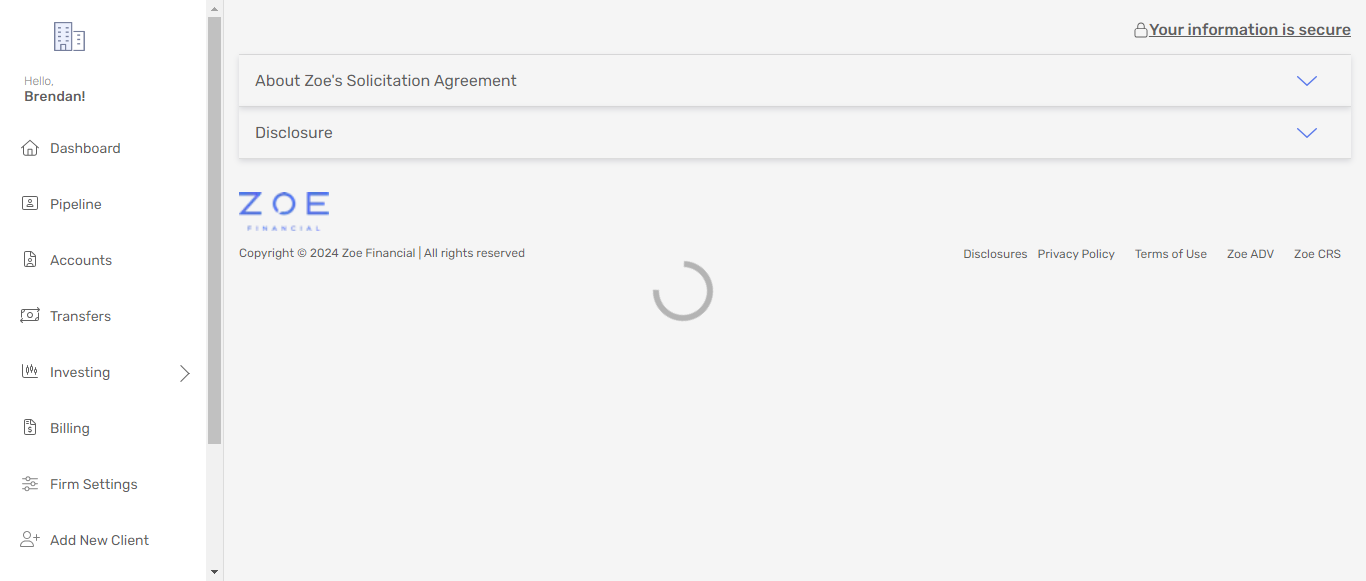 Hello,
Brendan!
Dashboard
Pipeline
Accounts
Transfers
Investing
Billing
Firm Settings
Add New Client
Your information is secure
About Zoe's Solicitation Agreement
Disclosure
ZOE
FINANCIAL
Copyright © 2024 Zoe Financial | All rights reserved
Disclosures Privacy Policy Terms of Use Zoe ADV Zoe CRS